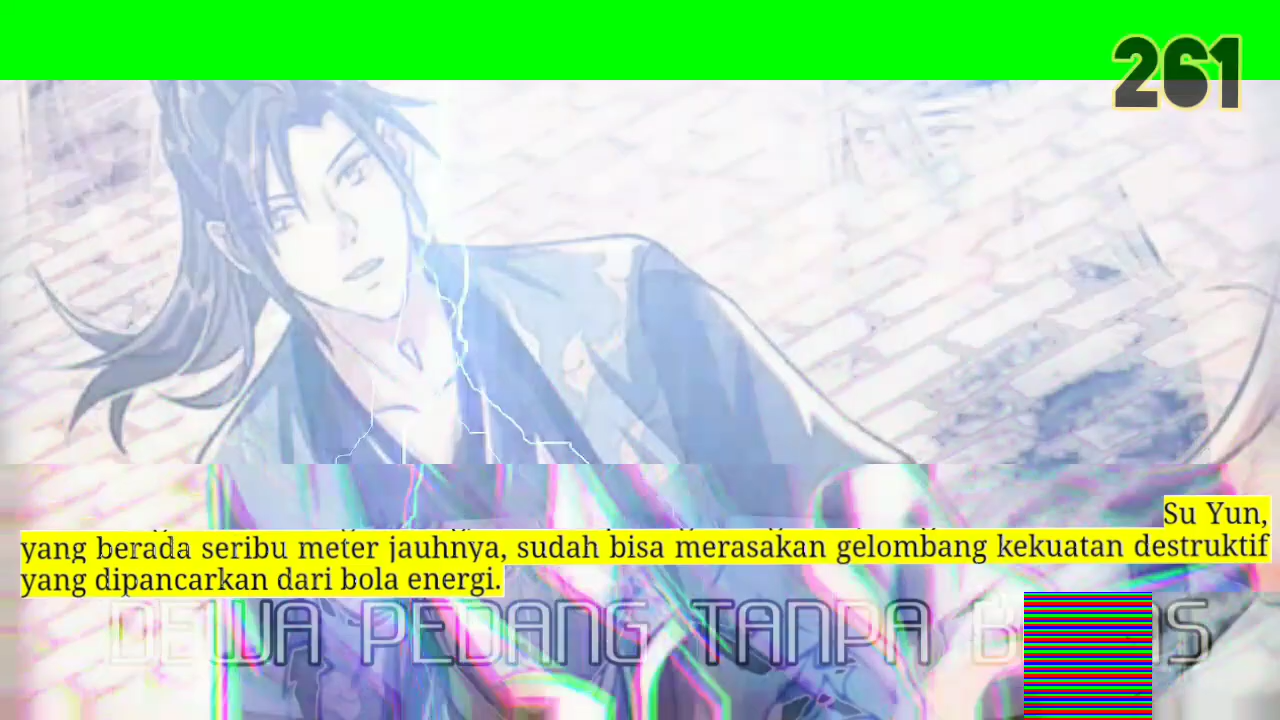 261
Su Yun,
yang berada seribu meter jauhnya, sudah bisa merasakan gelombang kekuatan destruktif
yang dipancarkan dari bola energi.
DEWA PEDANG TANPA